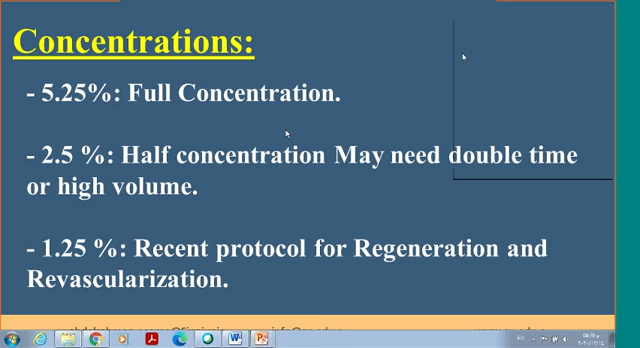 Concentrations:
- 5.25%: Full Concentration.
- 2.5 %: Half concentration May need double time
or high volume.
- 1.25 %: Recent protocol for Regeneration and
Revascularization.